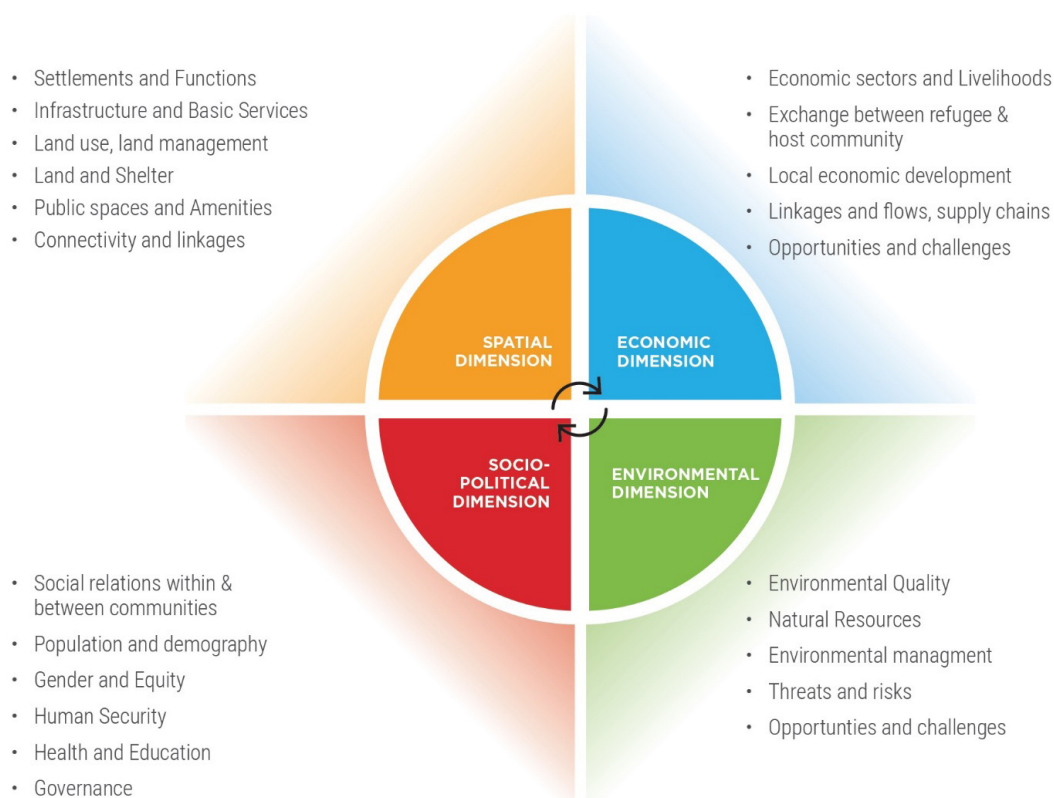 • Settlements and Functions
• Infrastructure and Basic Services
• Land use, land management
• Land and Shelter
• Public spaces and Amenities
• Connectivity and linkages
• Economic sectors and Livelihoods
• Exchange between refugee &
host community
• Local economic development
• Linkages and flows, supply chains
• Opportunities and challenges
SPATIAL
DIMENSION
ECONOMIC
DIMENSION
SOCIO-
POLITICAL
DIMENSION
ENVIRONMENTAL
DIMENSION
• Social relations within &
between communities
• Population and demography
• Gender and Equity
• Human Security
• Health and Education
• Governance
• Environmental Quality
• Natural Resources
• Environmental managment
• Threats and risks
• Opportunties and challenges